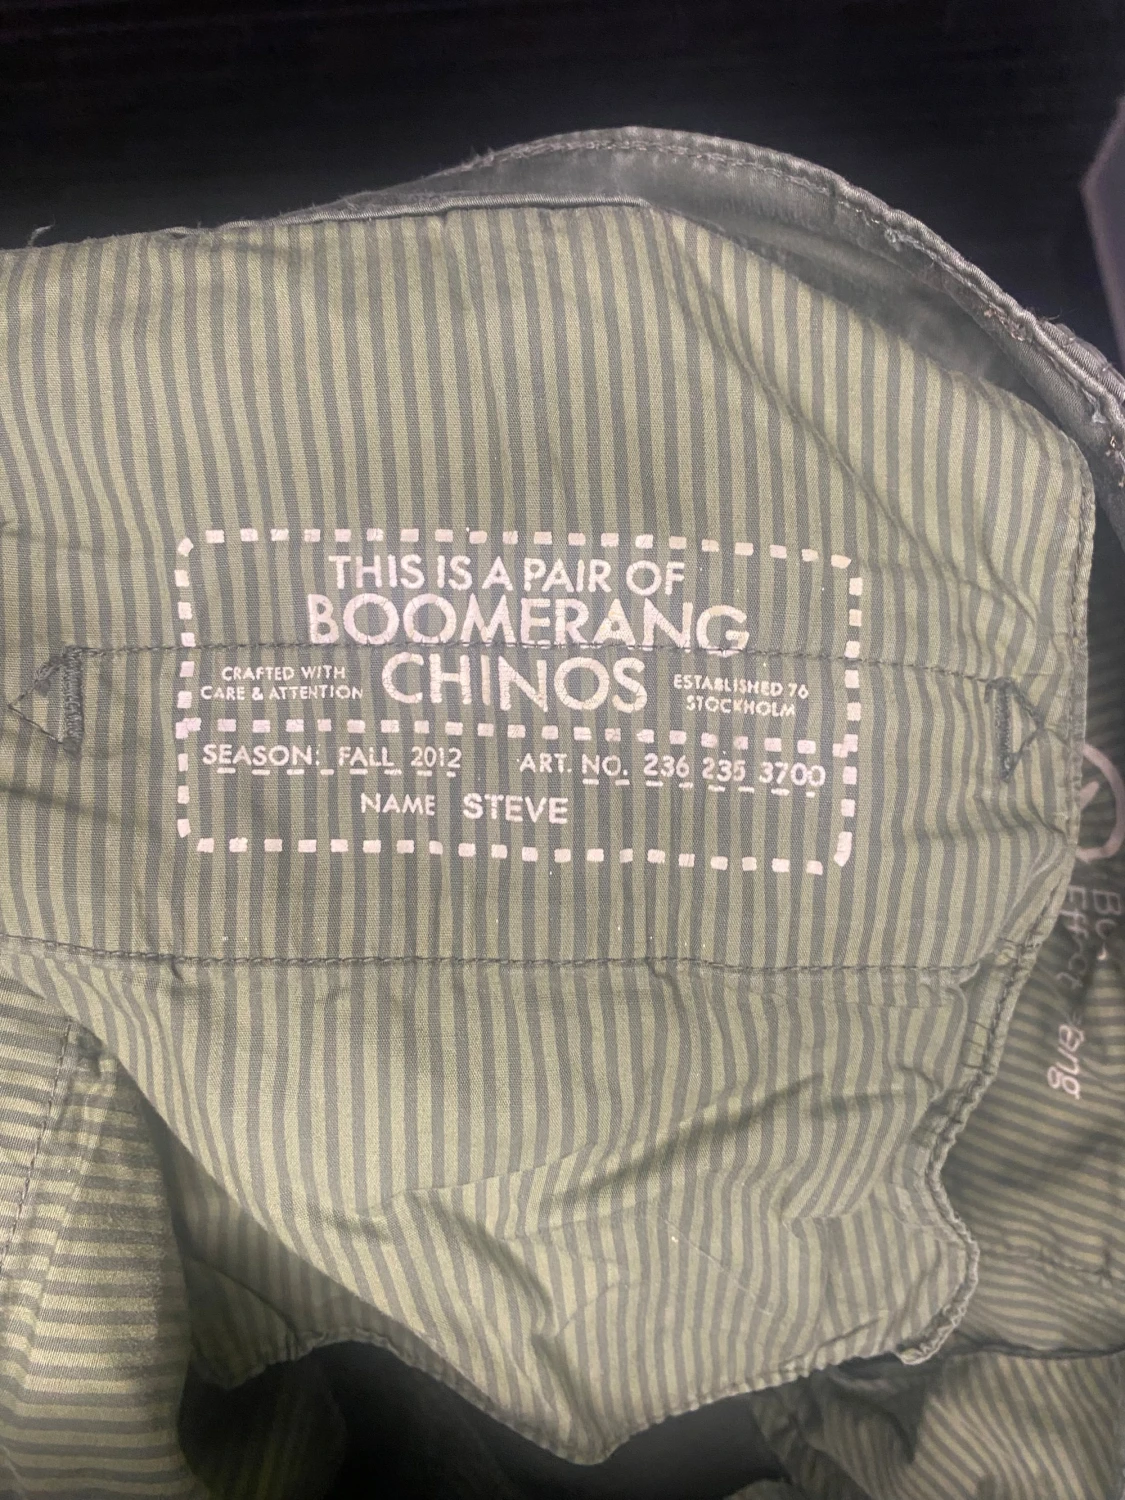 THIS IS A PAIR OF
BOOMERANG
CHINOS
CRAFTED WITH
CARE & ATTENTION
ESTABLISHED 76
STOCKHOLM
SEASON: FALL 2012
ART. NO. 236 235 3700
NAME STEVE
Effect